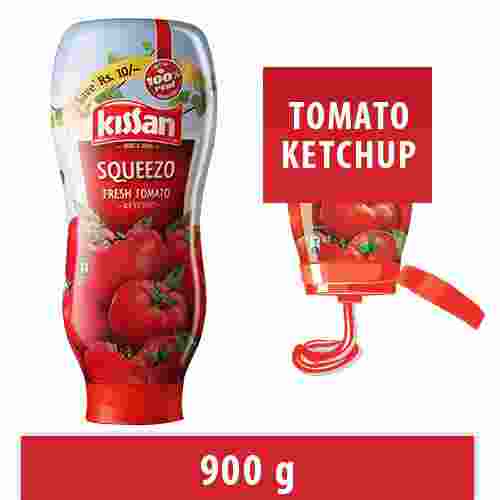 Save Rs. 10/-
100% real
Kissan
SQUEEZO
FRESH TOMATO
KETCHUP
TOMATO
KETCHUP
900 g